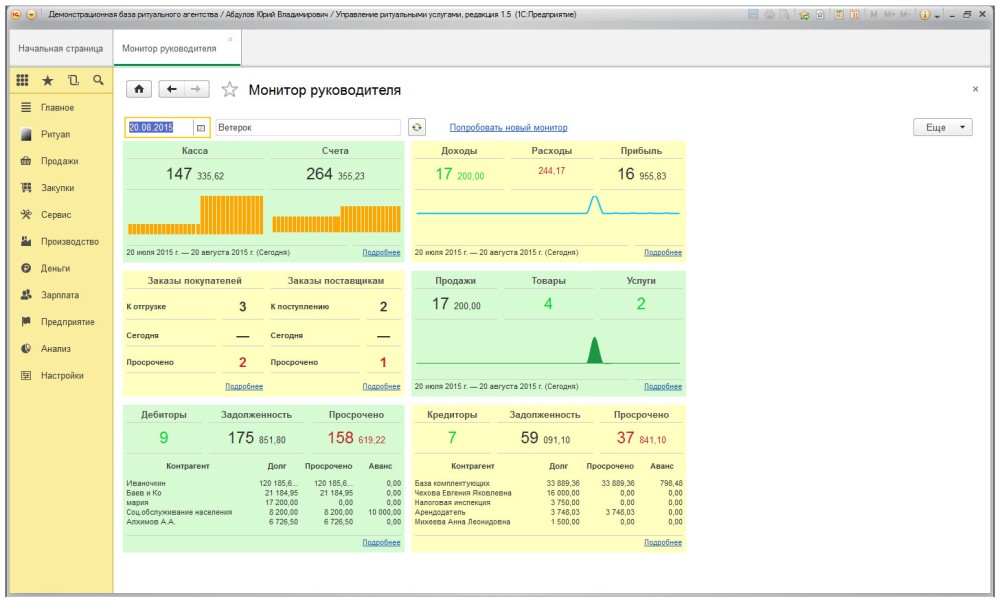 Демонстрационная база ритуального агентства / Абдулов Юрий Владимирович / Управление ритуальными услугами, редакция 1.5 (1С:Предприятие)
M M+ M-
Начальная страница
Монитор руководителя
Главное
Ритуал
Продажи
Закупки
Сервис
Производство
Деньги
Зарплата
Предприятие
Анализ
Настройки
Монитор руководителя
20.08.2015 Ветерок Попробовать новый монитор Еще
Касса Счета
147 335,62 264 355,23
20 июля 2015 г. — 20 августа 2015 г. (Сегодня) Подробнее
Доходы Расходы Прибыль
17 200,00 244,17 16 955,83
20 июля 2015 г. — 20 августа 2015 г. (Сегодня) Подробнее
Заказы покупателей Заказы поставщикам
К отгрузке 3 К поступлению 2
Сегодня — Сегодня —
Просрочено 2 Просрочено 1
Подробнее Подробнее
Продажи Товары Услуги
17 200,00 4 2
20 июля 2015 г. — 20 августа 2015 г. (Сегодня) Подробнее
Дебиторы Задолженность Просрочено
9 175 851,80 158 619,22
Контрагент Долг Просрочено Аванс
Иваночкин 120 185,6... 120 185,6... 0,00
Баев и Ко 21 184,95 21 184,95 0,00
мария 17 200,00 0,00 0,00
Соц.обслуживание населения 8 200,00 8 200,00 10 000,00
Алхимов А.А. 6 726,50 6 726,50 0,00
Подробнее
Кредиторы Задолженность Просрочено
7 59 091,10 37 841,10
Контрагент Долг Просрочено Аванс
База комплектующих 33 889,36 33 889,36 798,48
Чехова Евгения Яковлевна 16 000,00 0,00 0,00
Налоговая инспекция 3 750,00 0,00 0,00
Арендодатель 3 748,03 3 748,03 0,00
Михеева Анна Леонидовна 1 500,00 0,00 0,00
Подробнее